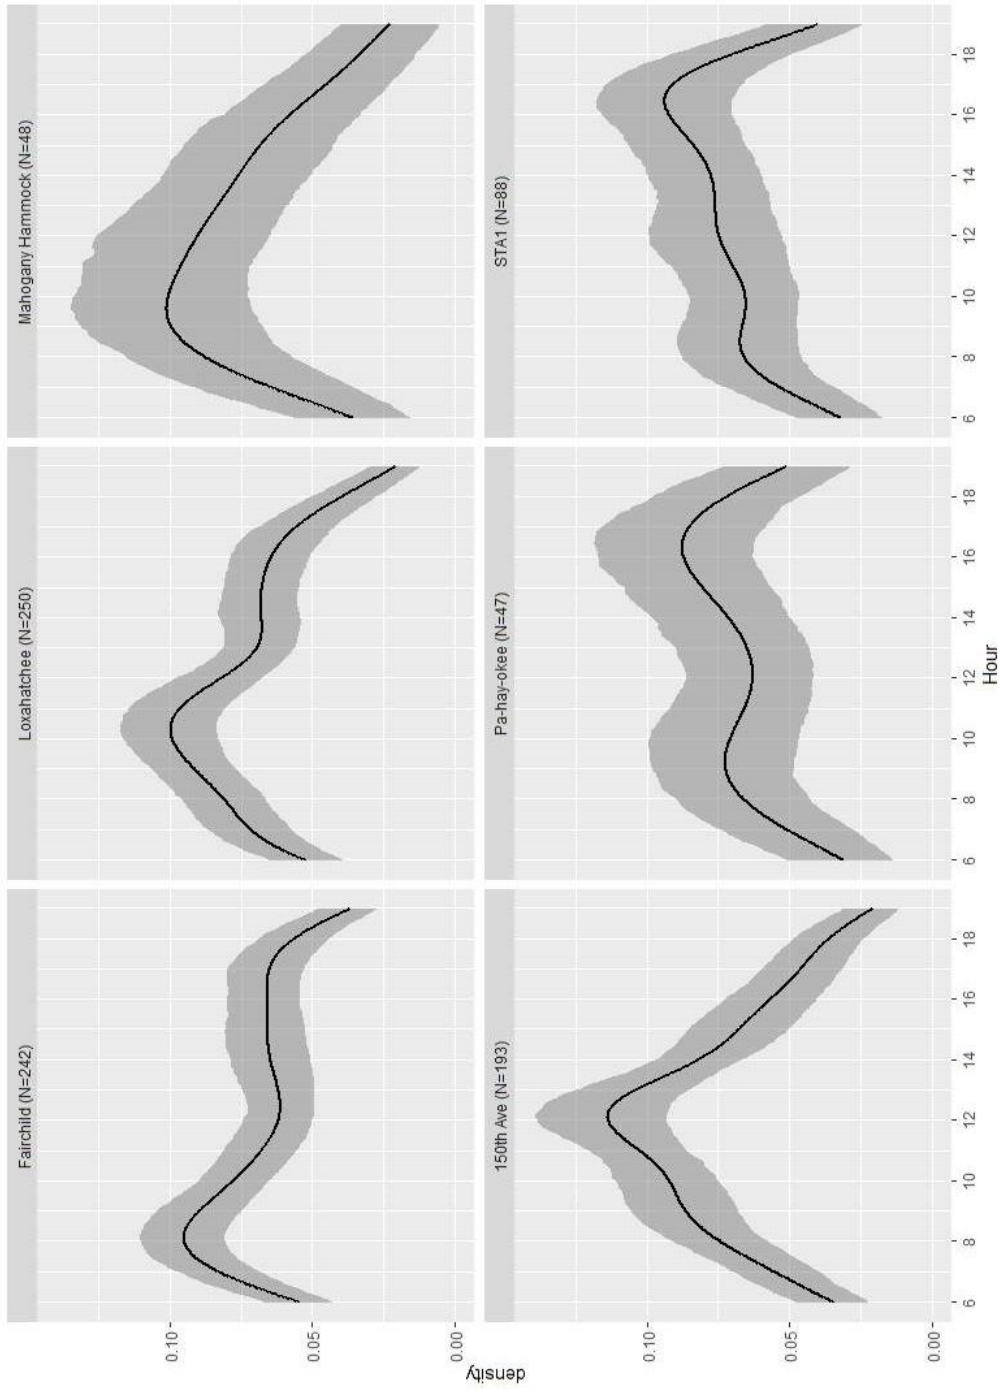 Fairchild (N=242)
Loxahatchee (N=250)
Mahogany Hammock (N=48)
0.10
0.05
0.00
150th Ave (N=193)
Pa-hay-okee (N=47)
STA1 (N=88)
0.10
0.05
0.00
6 8 10 12 14 16 18
6 8 10 12 14 16 18
6 8 10 12 14 16 18
Hour
density